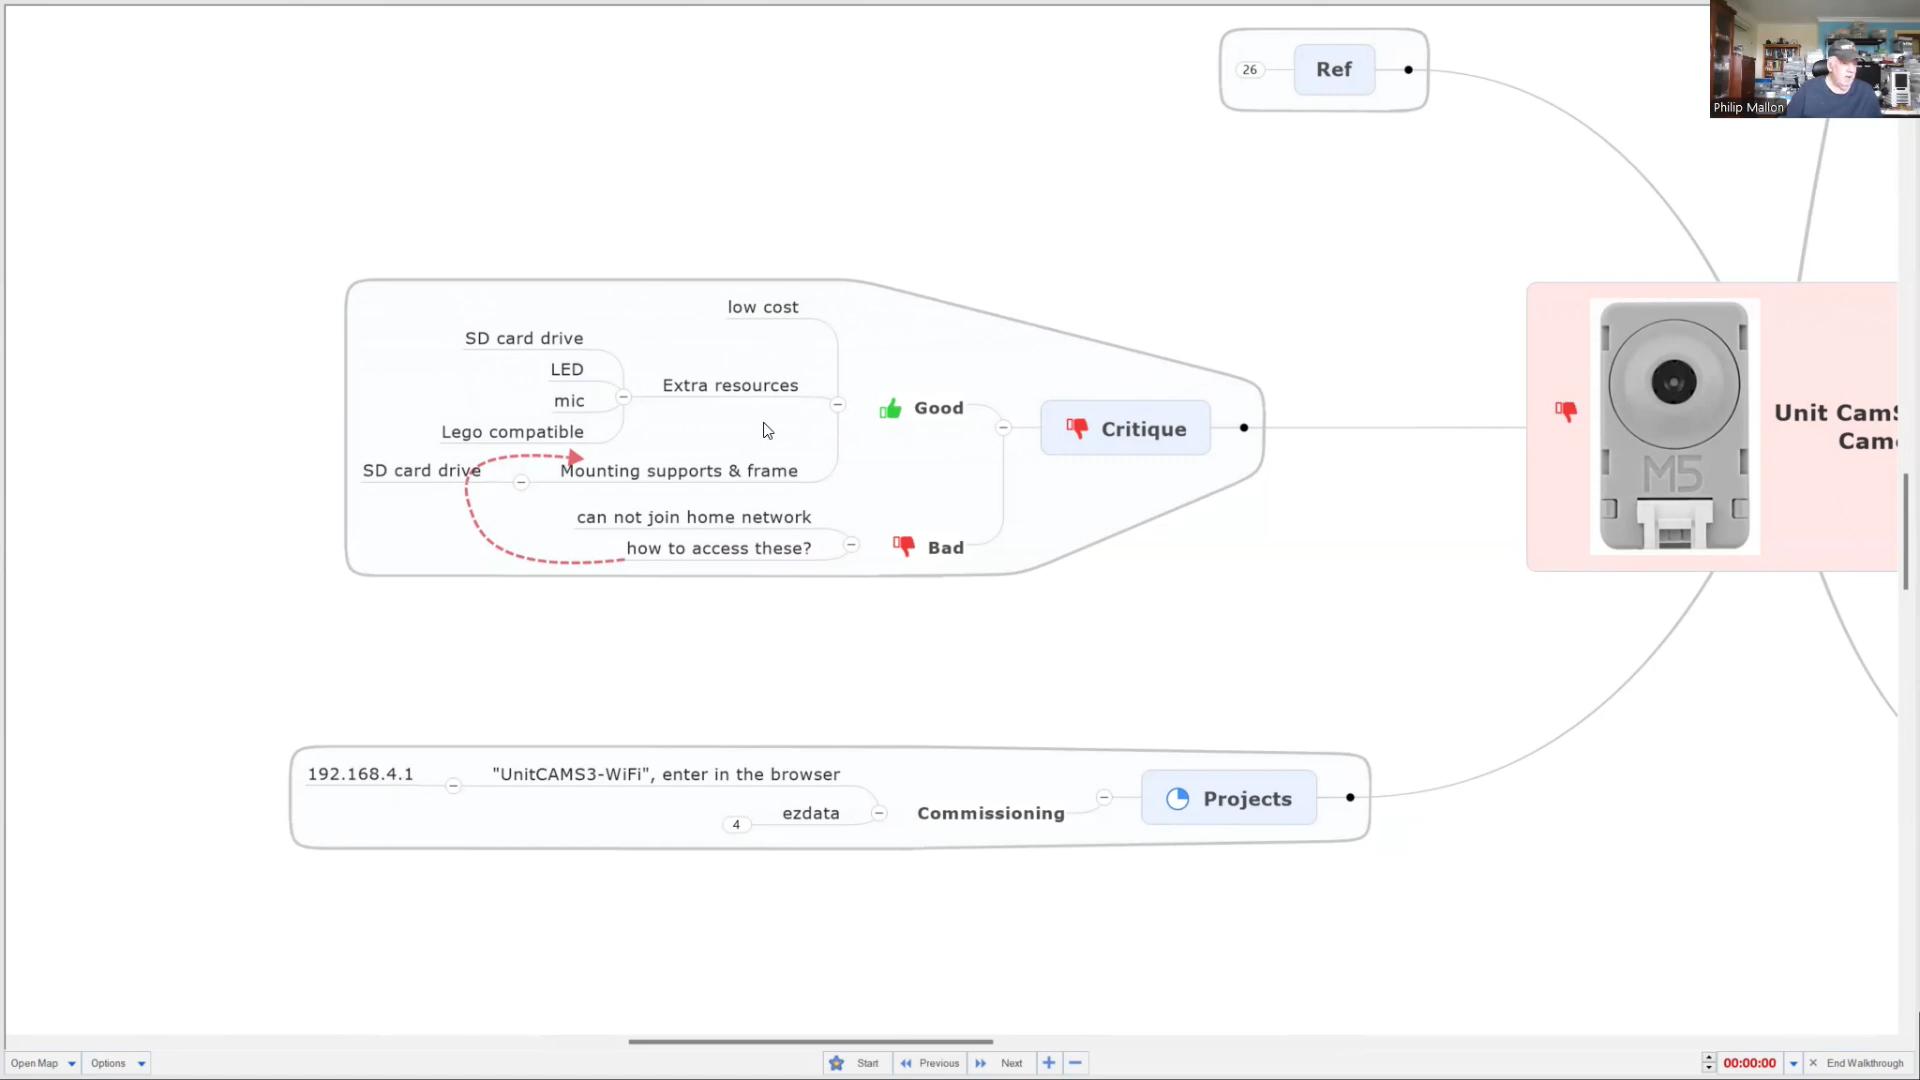 26
Ref
Philip Mallon
low cost
SD card drive
LED
mic
Extra resources
Lego compatible
Good
Critique
SD card drive
Mounting supports & frame
can not join home network
how to access these?
Bad
M5
Unit Cam
192.168.4.1
"UnitCAMS3-WiFi", enter in the browser
4
ezdata
Commissioning
Projects
Open Map
Options
Start
Previous
Next
00:00:00
End Walkthrough